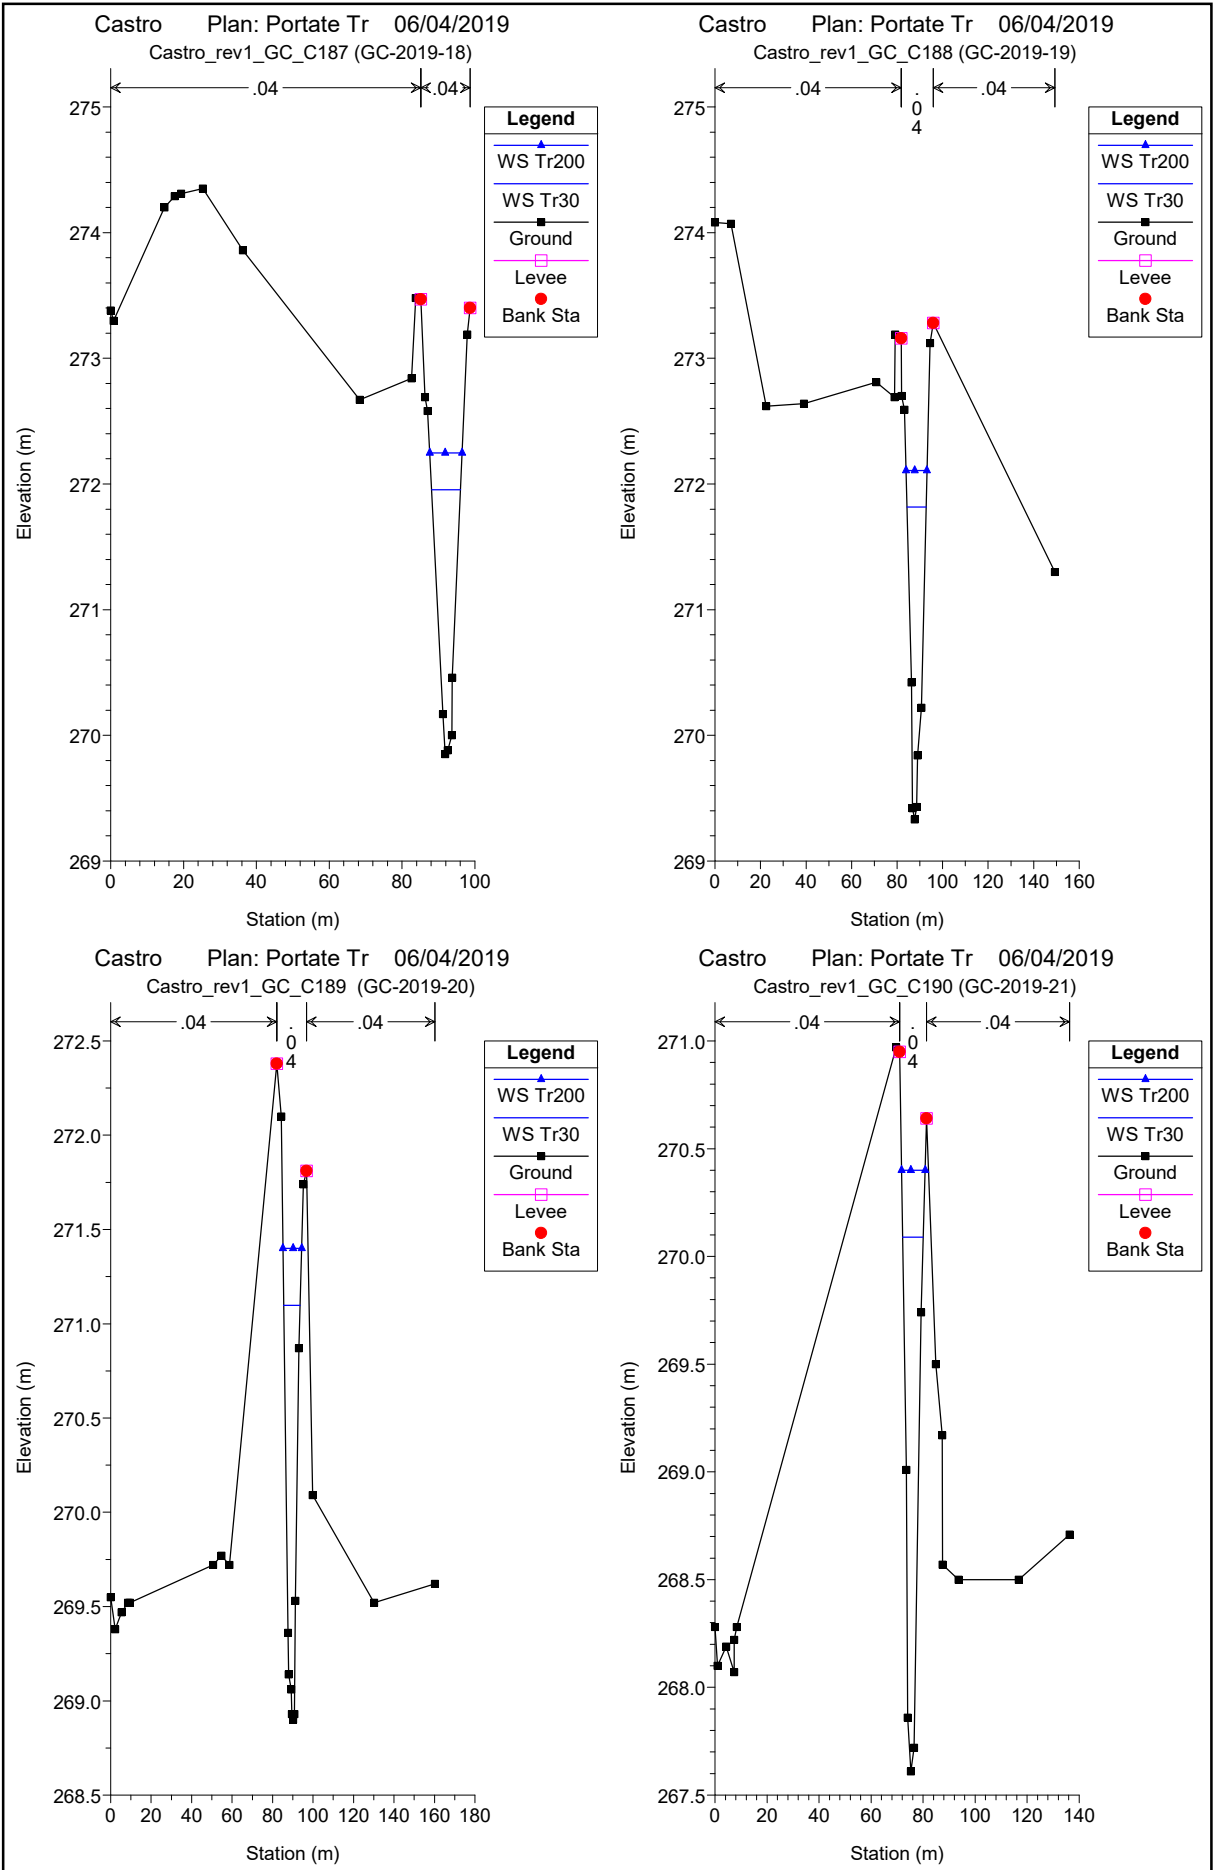 Castro Plan: Portate Tr 06/04/2019
Castro_rev1_GC_C187 (GC-2019-18)
.04 .04
275
274
273
272
271
270
269
0 20 40 60 80 100
Station (m)
Elevation (m)
Legend
WS Tr200
WS Tr30
Ground
Levee
Bank Sta
Castro Plan: Portate Tr 06/04/2019
Castro_rev1_GC_C188 (GC-2019-19)
.04 .04 .04
275
274
273
272
271
270
269
0 20 40 60 80 100 120 140 160
Station (m)
Elevation (m)
Legend
WS Tr200
WS Tr30
Ground
Levee
Bank Sta
Castro Plan: Portate Tr 06/04/2019
Castro_rev1_GC_C189 (GC-2019-20)
.04 .04 .04
272.5
272.0
271.5
271.0
270.5
270.0
269.5
269.0
268.5
0 20 40 60 80 100 120 140 160 180
Station (m)
Elevation (m)
Legend
WS Tr200
WS Tr30
Ground
Levee
Bank Sta
Castro Plan: Portate Tr 06/04/2019
Castro_rev1_GC_C190 (GC-2019-21)
.04 .04 .04
271.0
270.5
270.0
269.5
269.0
268.5
268.0
267.5
0 20 40 60 80 100 120 140
Station (m)
Elevation (m)
Legend
WS Tr200
WS Tr30
Ground
Levee
Bank Sta